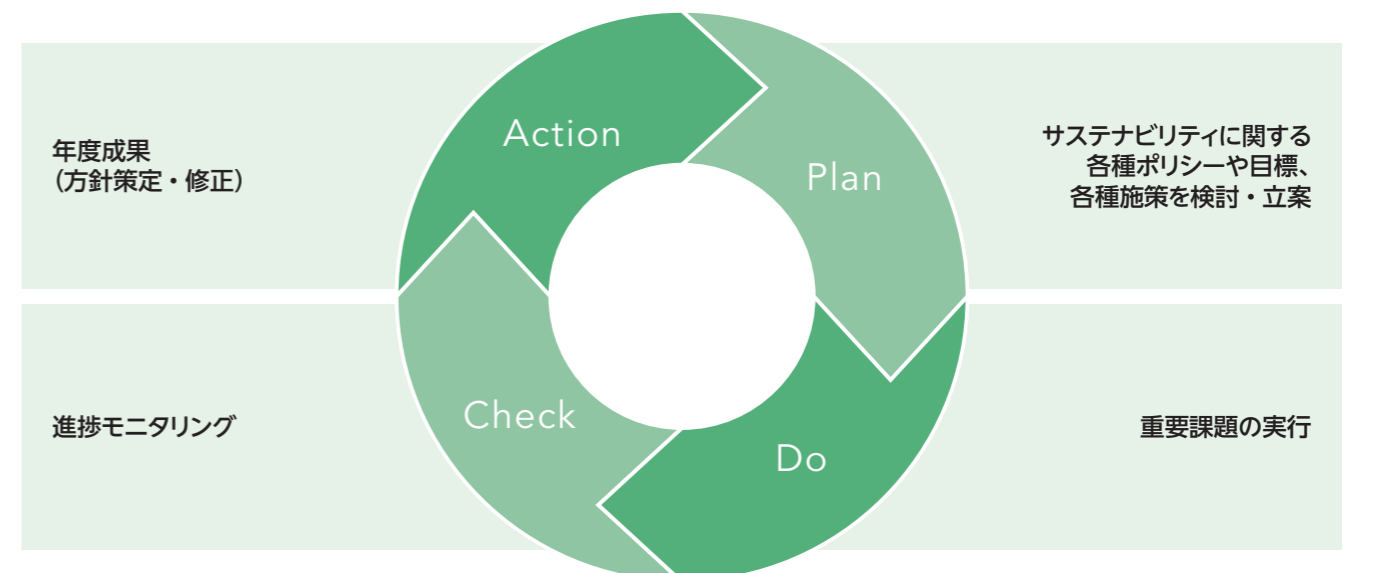 年度成果
（方針策定・修正）
Action
Plan
サステナビリティに関する
各種ポリシーや目標、
各種施策を検討・立案
進捗モニタリング
Check
Do
重要課題の実行